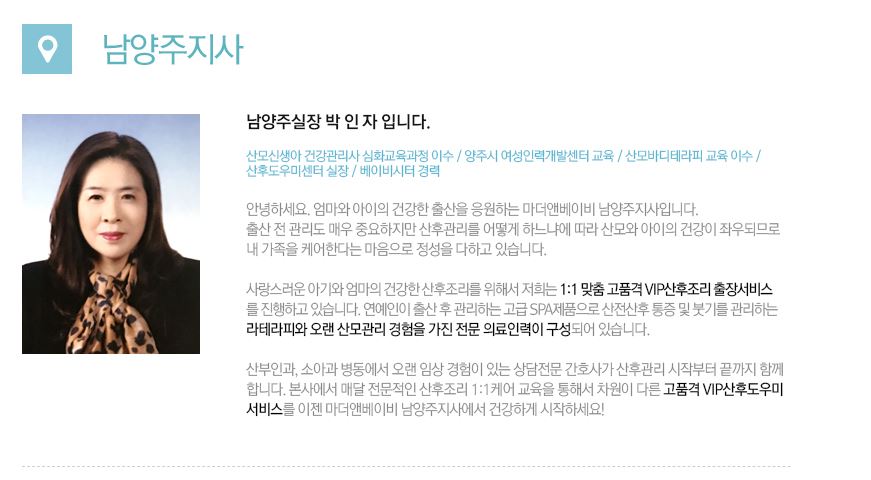 남양주지사
남양주실장 박 인 자 입니다.
산모신생아 건강관리사 심화교육과정 이수 / 양주시 여성인력개발센터 교육 / 산모바디테라피 교육 이수 /
산후도우미센터 실장 / 베이비시터 경력
안녕하세요. 엄마와 아이의 건강한 출산을 응원하는 마더앤베이비 남양주지사입니다.
출산 전 관리도 매우 중요하지만 산후관리를 어떻게 하느냐에 따라 산모와 아이의 건강이 좌우되므로
내 가족을 케어한다는 마음으로 정성을 다하고 있습니다.
사랑스러운 아기와 엄마의 건강한 산후조리를 위해서 저희는 1:1 맞춤 고품격 VIP산후조리 출장서비스
를 진행하고 있습니다. 연예인이 출산 후 관리하는 고급 SPA제품으로 산전산후 통증 및 붓기를 관리하는
라테라피와 오랜 산모관리 경험을 가진 전문 의료인력이 구성되어 있습니다.
산부인과, 소아과 병동에서 오랜 임상 경험이 있는 상담전문 간호사가 산후관리 시작부터 끝까지 함께
합니다. 본사에서 매달 전문적인 산후조리 1:1케어 교육을 통해서 차원이 다른 고품격 VIP산후도우미
서비스를 이젠 마더앤베이비 남양주지사에서 건강하게 시작하세요!